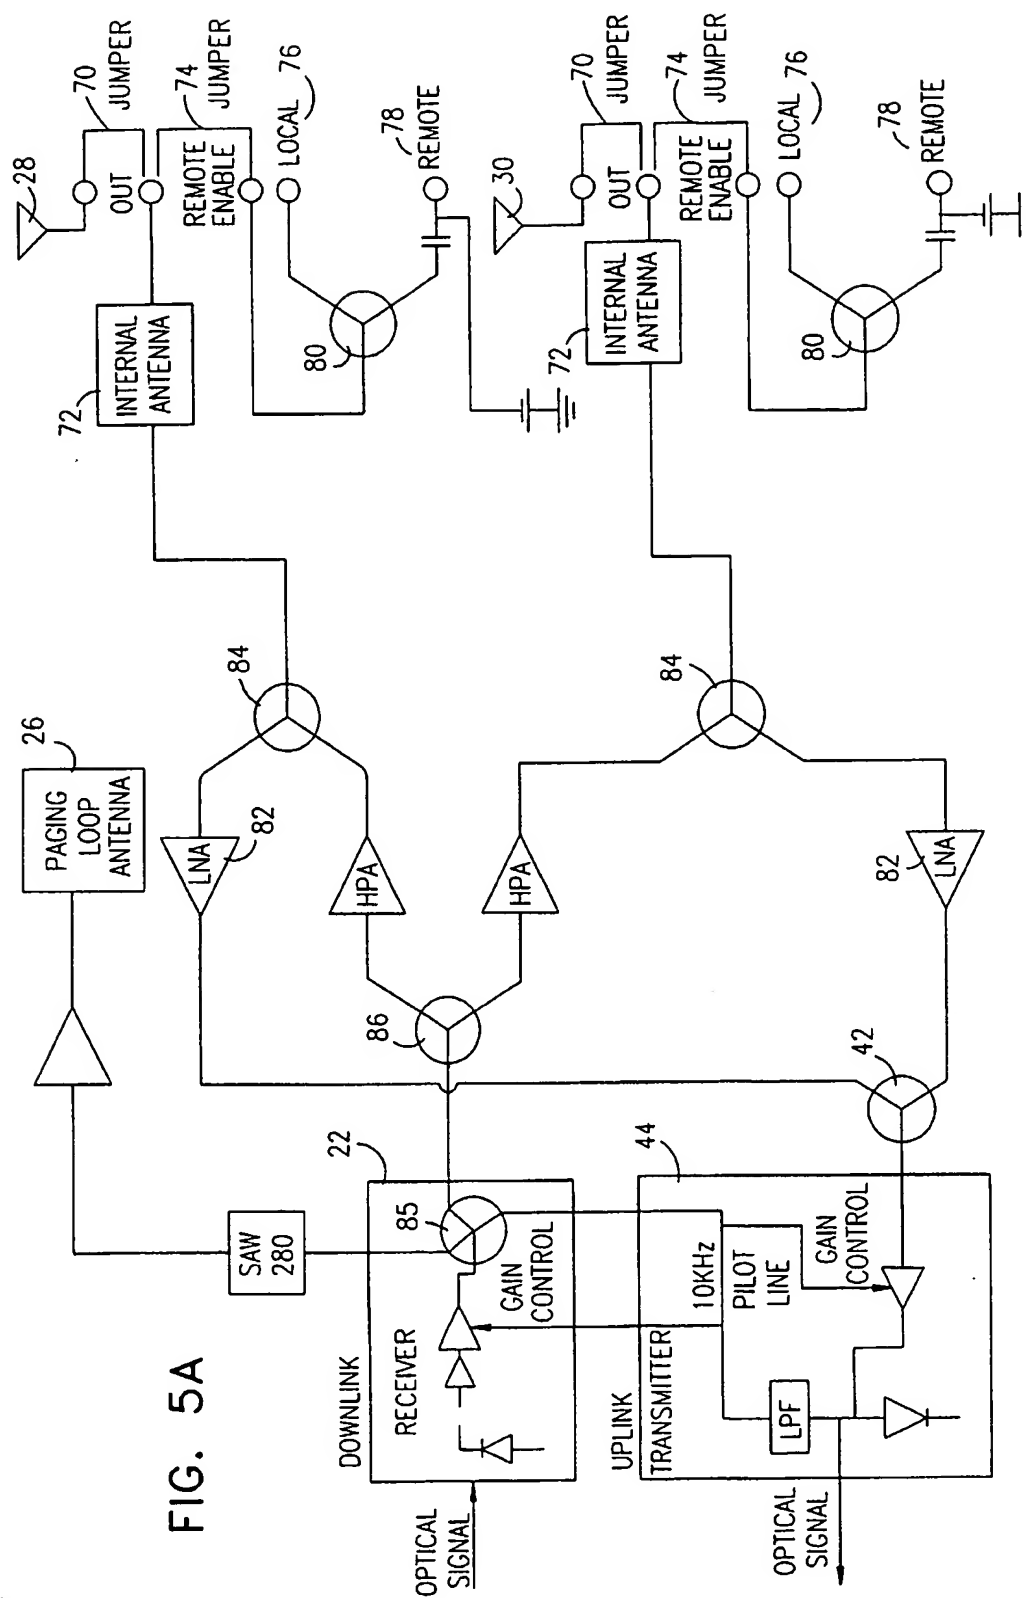 FIG. 5A
28
70
JUMPER
OUT
74
JUMPER
REMOTE
ENABLE
LOCAL
76
78
REMOTE
80
72
INTERNAL
ANTENNA
30
70
JUMPER
OUT
74
JUMPER
REMOTE
ENABLE
LOCAL
76
78
REMOTE
80
72
INTERNAL
ANTENNA
84
84
26
PAGING
LOOP
ANTENNA
LNA
82
HPA
HPA
82
LNA
86
42
SAW
280
22
85
GAIN
CONTROL
RECEIVER
DOWNLINK
OPTICAL
SIGNAL
44
10KHz
PILOT
LINE
GAIN
CONTROL
UPLINK
TRANSMITTER
LPF
OPTICAL
SIGNAL